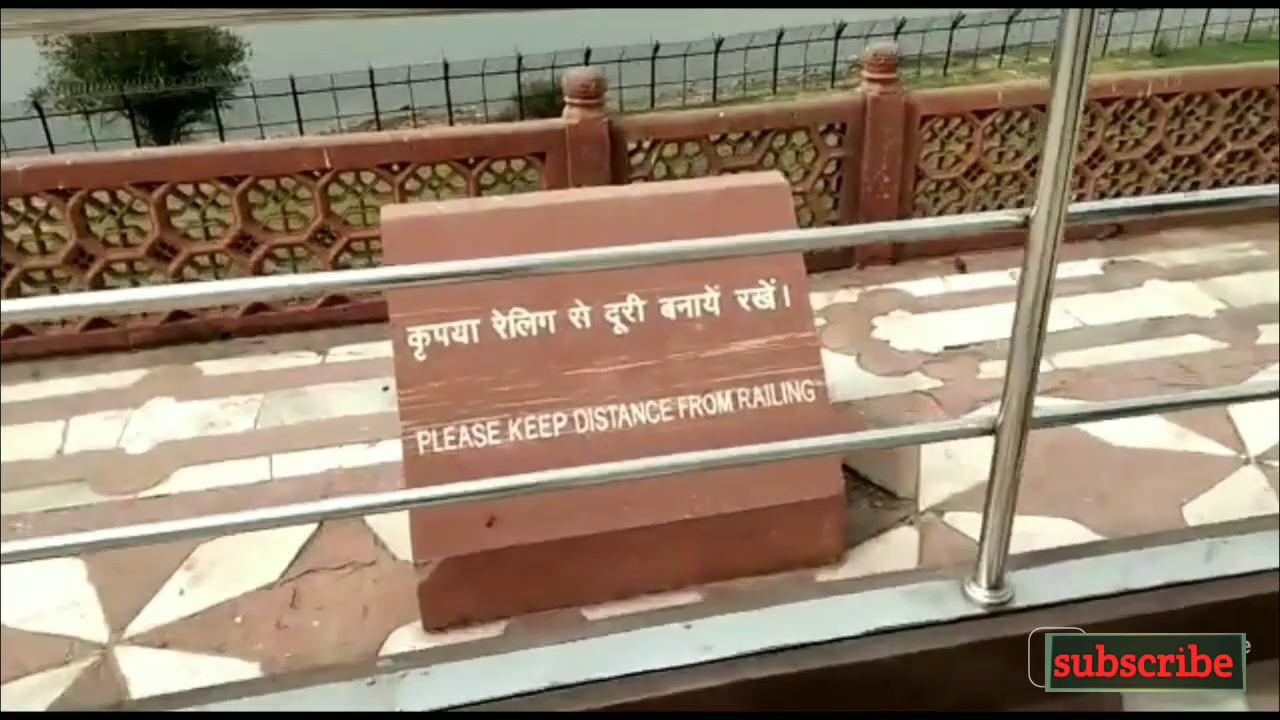 कृपया रेलिग से दूरी बनायें रखें।
PLEASE KEEP DISTANCE FROM RAILING
subscribe